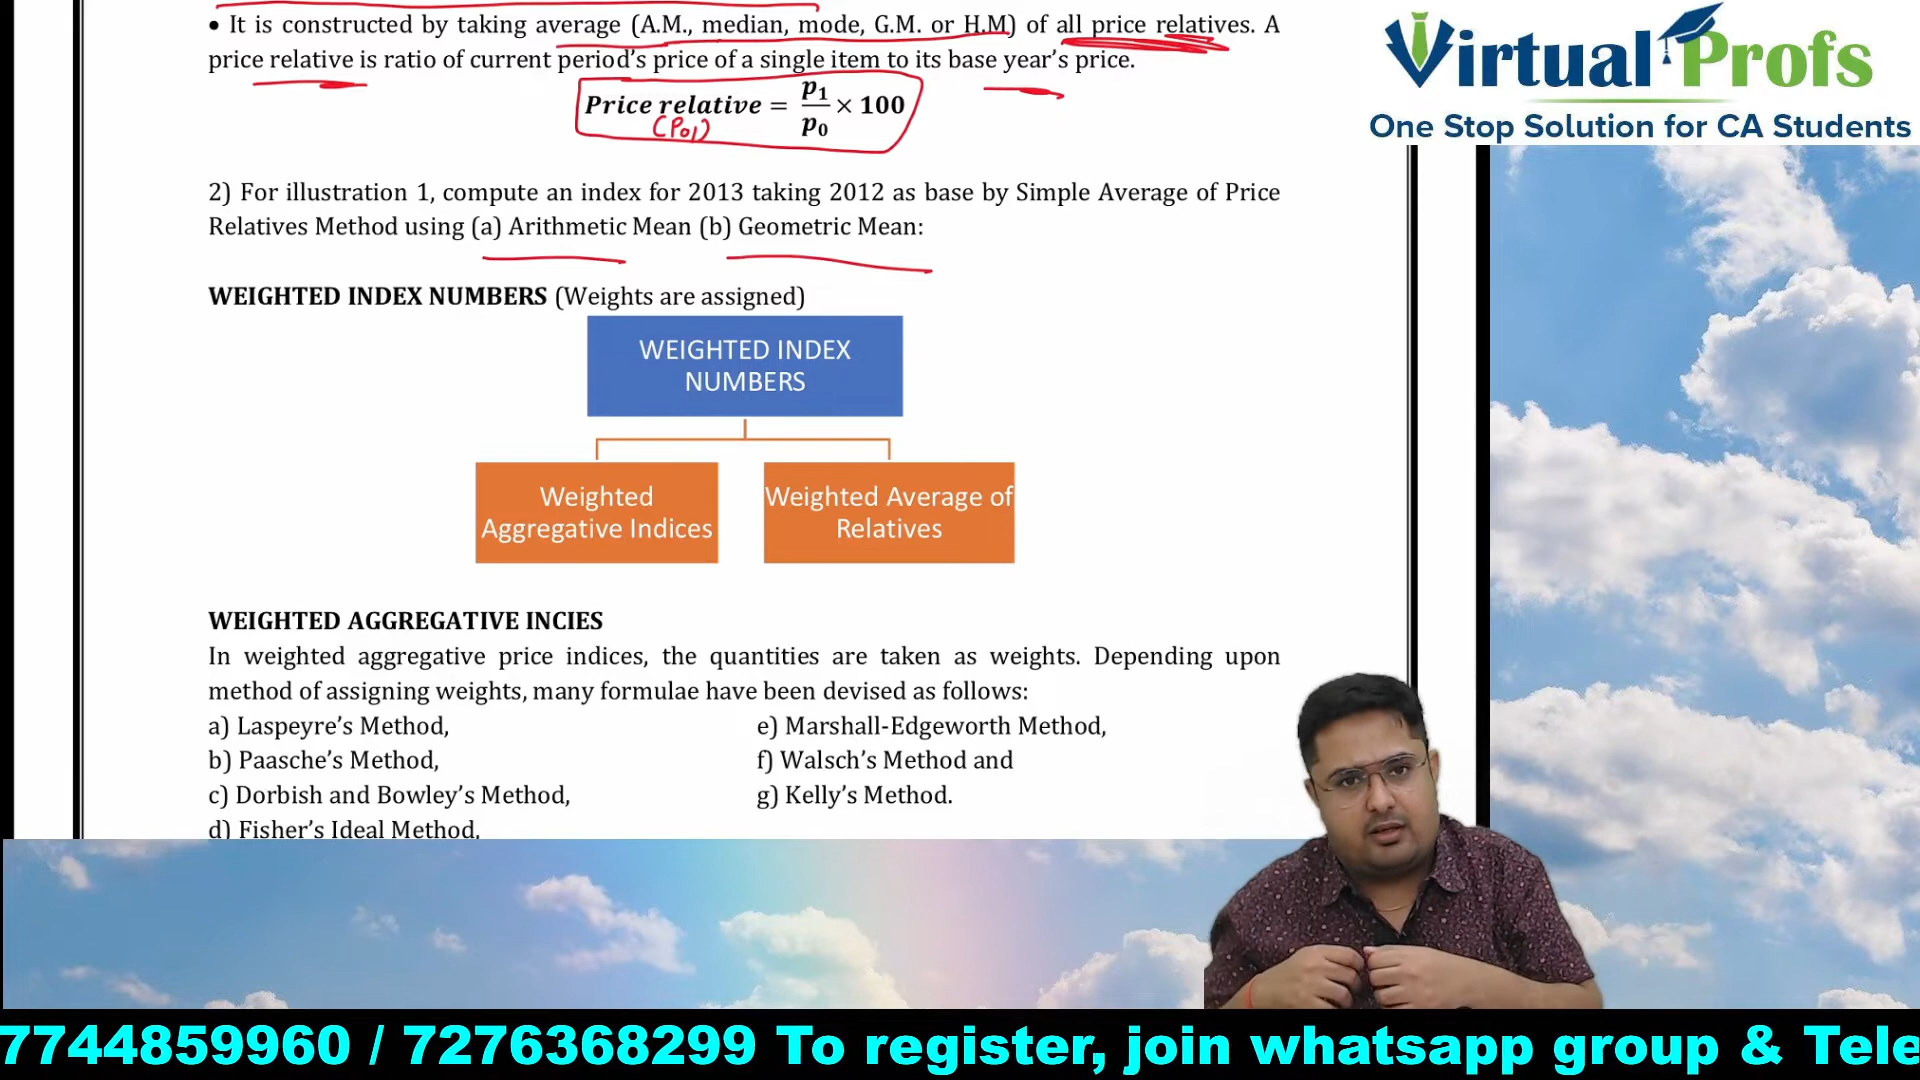 • It is constructed by taking average (A.M., median, mode, G.M. or H.M) of all price relatives. A
price relative is ratio of current period's price of a single item to its base year's price.
Price relative = p1/p0 × 100
(P01)
2) For illustration 1, compute an index for 2013 taking 2012 as base by Simple Average of Price
Relatives Method using (a) Arithmetic Mean (b) Geometric Mean:
WEIGHTED INDEX NUMBERS (Weights are assigned)
WEIGHTED INDEX
NUMBERS
Weighted
Aggregative Indices
Weighted Average of
Relatives
WEIGHTED AGGREGATIVE INCIES
In weighted aggregative price indices, the quantities are taken as weights. Depending upon
method of assigning weights, many formulae have been devised as follows:
a) Laspeyre's Method,
b) Paasche's Method,
c) Dorbish and Bowley's Method,
d) Fisher's Ideal Method,
e) Marshall-Edgeworth Method,
f) Walsch's Method and
g) Kelly's Method.
Virtual Profs
One Stop Solution for CA Students
7744859960 / 7276368299 To register, join whatsapp group & Tele